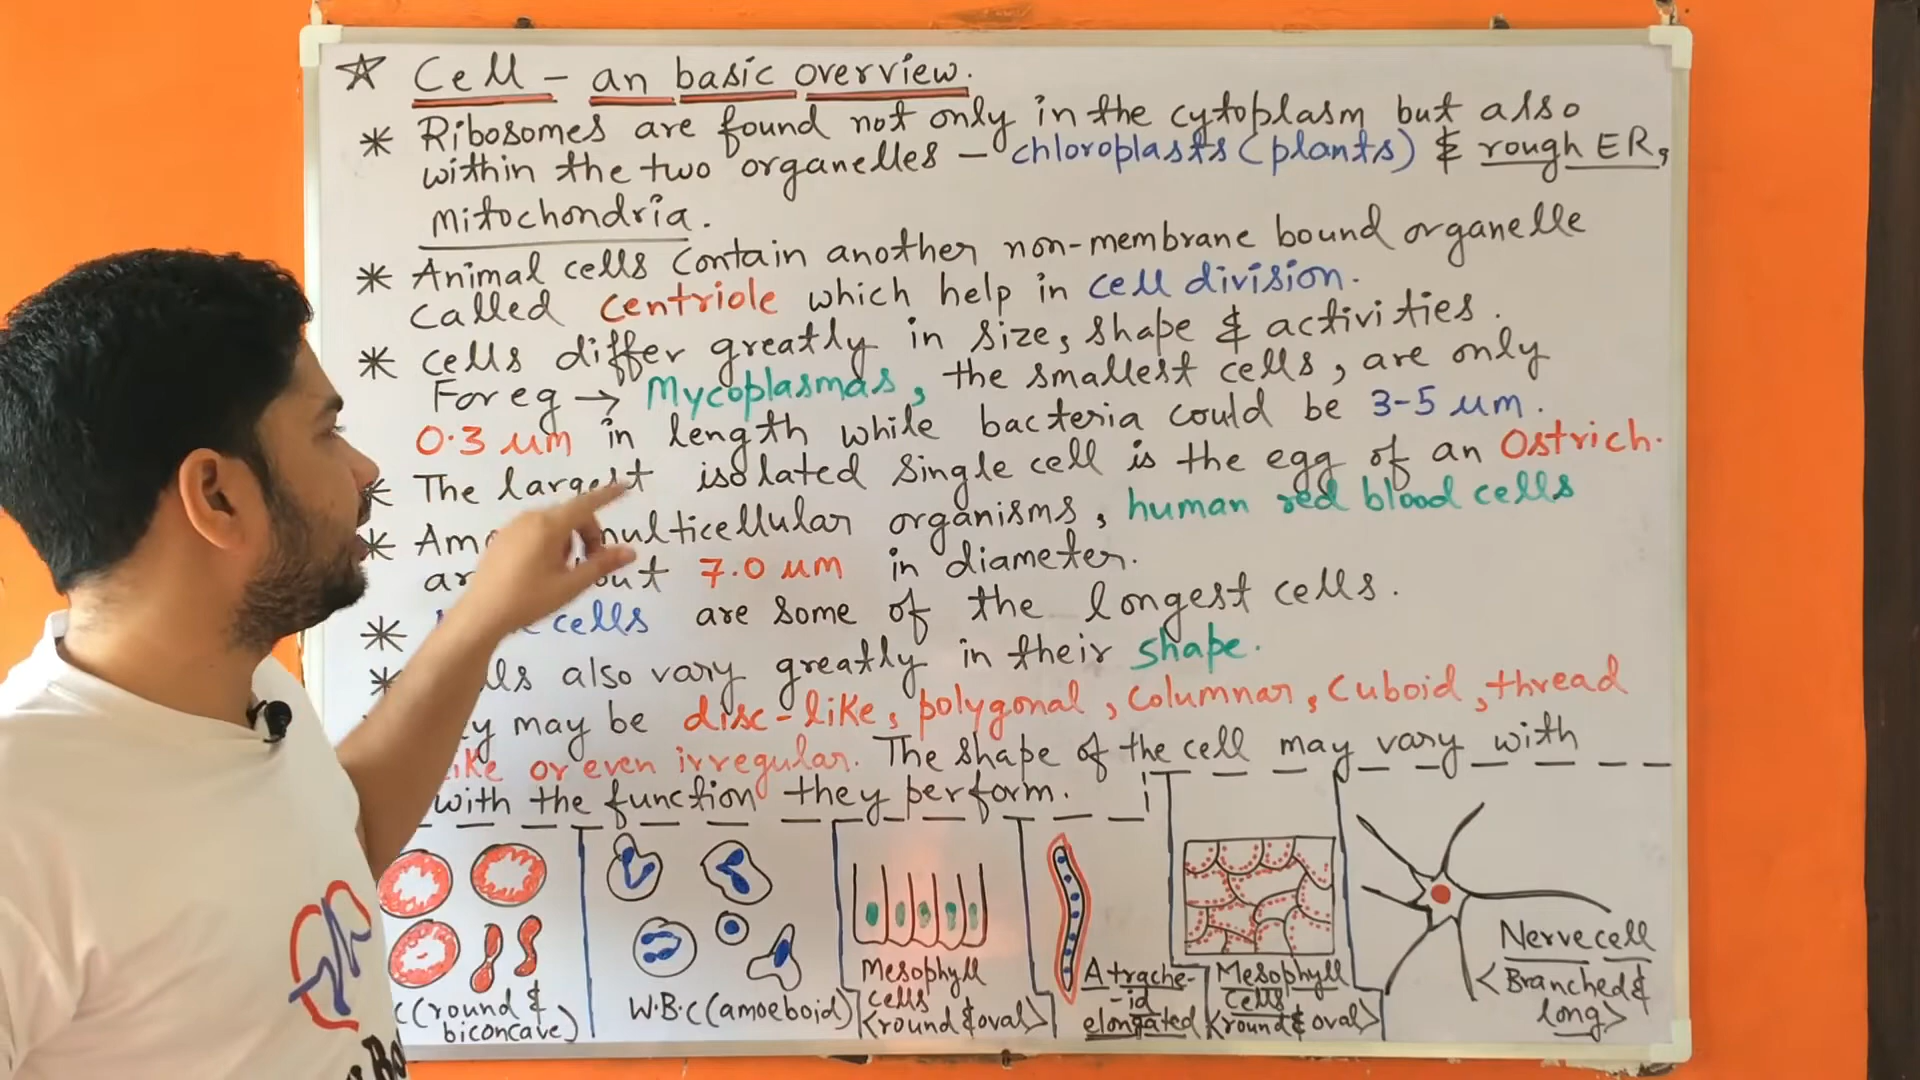 ☆ Cell - an basic overview.
* Ribosomes are found not only in the cytoplasm but also
within the two organelles - chloroplasts (plants) & rough ER,
mitochondria.
* Animal cells contain another non-membrane bound organelle
called centriole which help in cell division.
* cells differ greatly in size, shape & activities.
For eg → Mycoplasmas, the smallest cells, are only
0.3 um in length while bacteria could be 3-5 um.
* The largest isolated single cell is the egg of an Ostrich.
* multicellular organisms, human red blood cells
7.0 um in diameter.
* cells are some of the longest cells.
* also vary greatly in their shape.
may be disc-like, polygonal, columnar, cuboid, thread
like or even irregular. The shape of the cell may vary with
with the function they perform.
(round &
biconcave)
W.B.C (amoeboid)
Mesophyll
cells
<round & oval>
A trache-
-id
elongated
Mesophyll
cells
<round & oval>
Nerve cell
<Branched &
long>